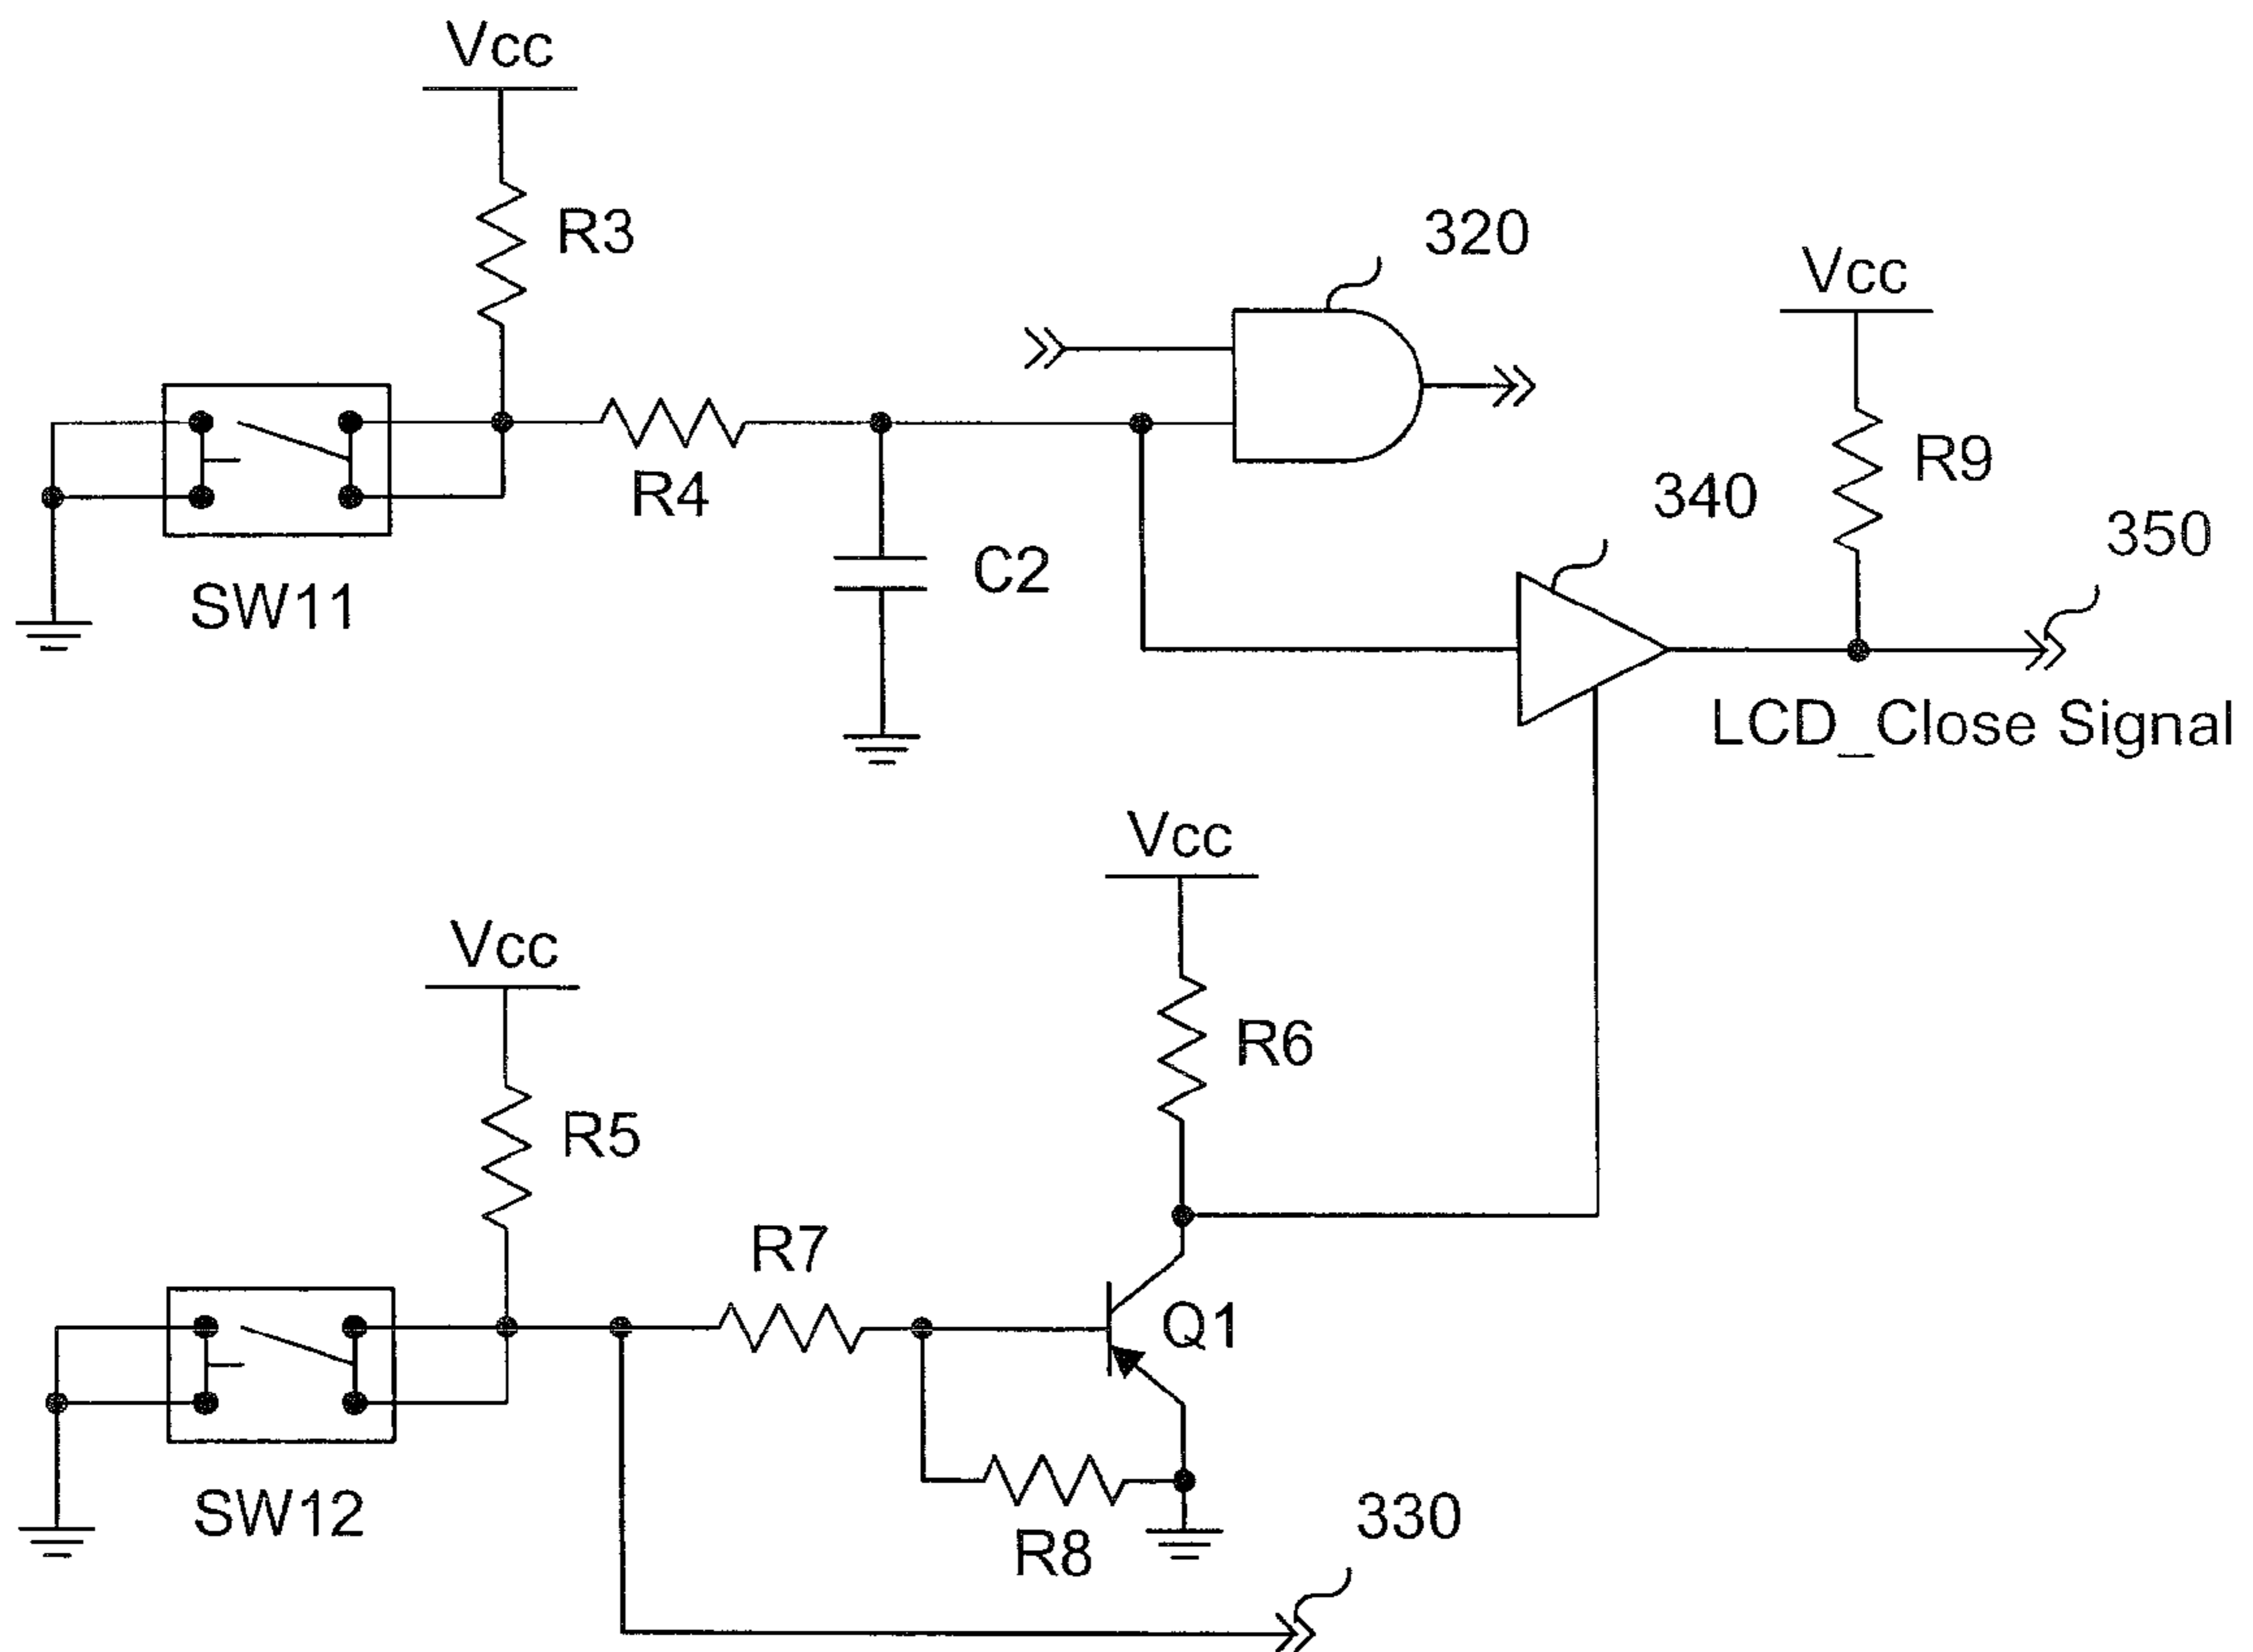 Vcc
R3
320
Vcc
R4
R9
340
350
C2
SW11
LCD_Close Signal
Vcc
Vcc
R6
R5
R7
Q1
SW12
330
R8